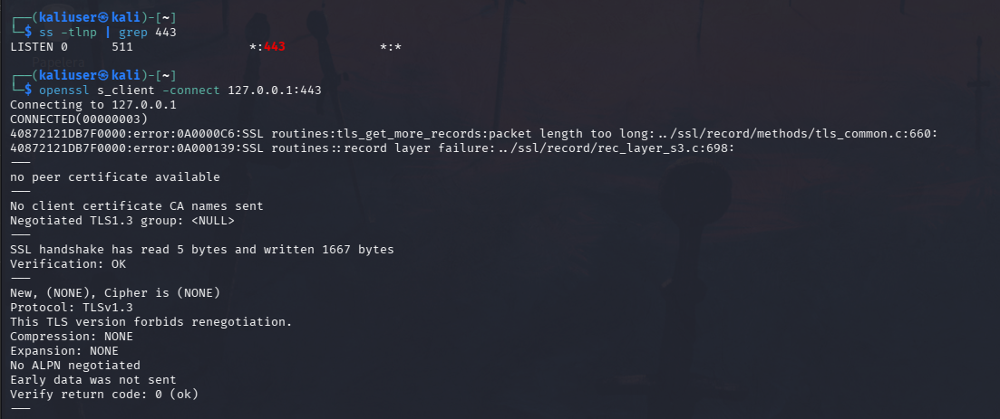 ┌──(kaliuser㉿kali)-[~]
└─$ ss -tlnp | grep 443
LISTEN 0      511                *:443             *:*
Papelera
┌──(kaliuser㉿kali)-[~]
└─$ openssl s_client -connect 127.0.0.1:443
Connecting to 127.0.0.1
CONNECTED(00000003)
40872121DB7F0000:error:0A0000C6:SSL routines:tls_get_more_records:packet length too long:../ssl/record/methods/tls_common.c:660:
40872121DB7F0000:error:0A000139:SSL routines::record layer failure:../ssl/record/rec_layer_s3.c:698:
---
no peer certificate available
---
No client certificate CA names sent
Negotiated TLS1.3 group: <NULL>
---
SSL handshake has read 5 bytes and written 1667 bytes
Verification: OK
---
New, (NONE), Cipher is (NONE)
Protocol: TLSv1.3
This TLS version forbids renegotiation.
Compression: NONE
Expansion: NONE
No ALPN negotiated
Early data was not sent
Verify return code: 0 (ok)
---